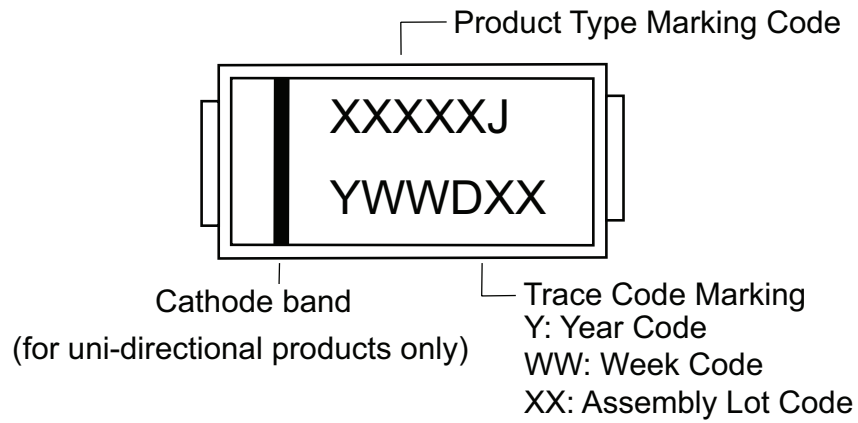 Product Type Marking Code
XXXXXJ
YWWDXX
Cathode band
(for uni-directional products only)
Trace Code Marking
Y: Year Code
WW: Week Code
XX: Assembly Lot Code